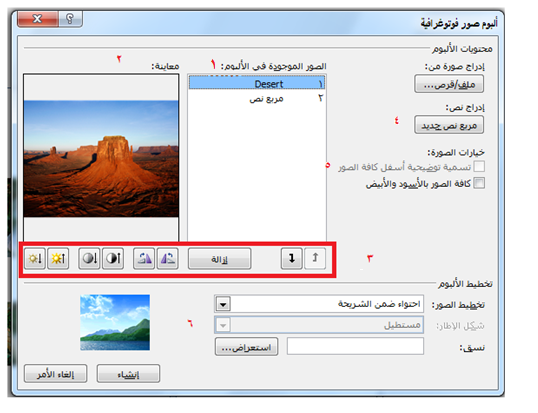 ألبوم صور فوتوغرافية
محتويات الألبوم
إدراج صورة من:
ملف/قرص...
إدراج نص:
مربع نص جديد
٤
خيارات الصورة:
تسمية توضيحية أسفل كافة الصور
٥
كافة الصور بالأسود والأبيض
الصور الموجودة في الألبوم:
١
١ Desert
٢ مربع نص
معاينة:
٢
إزالة
٣
تخطيط الألبوم
تخطيط الصور:
احتواء ضمن الشريحة
شكل الإطار:
مستطيل
نسق:
استعراض...
٦
إنشاء
إلغاء الأمر